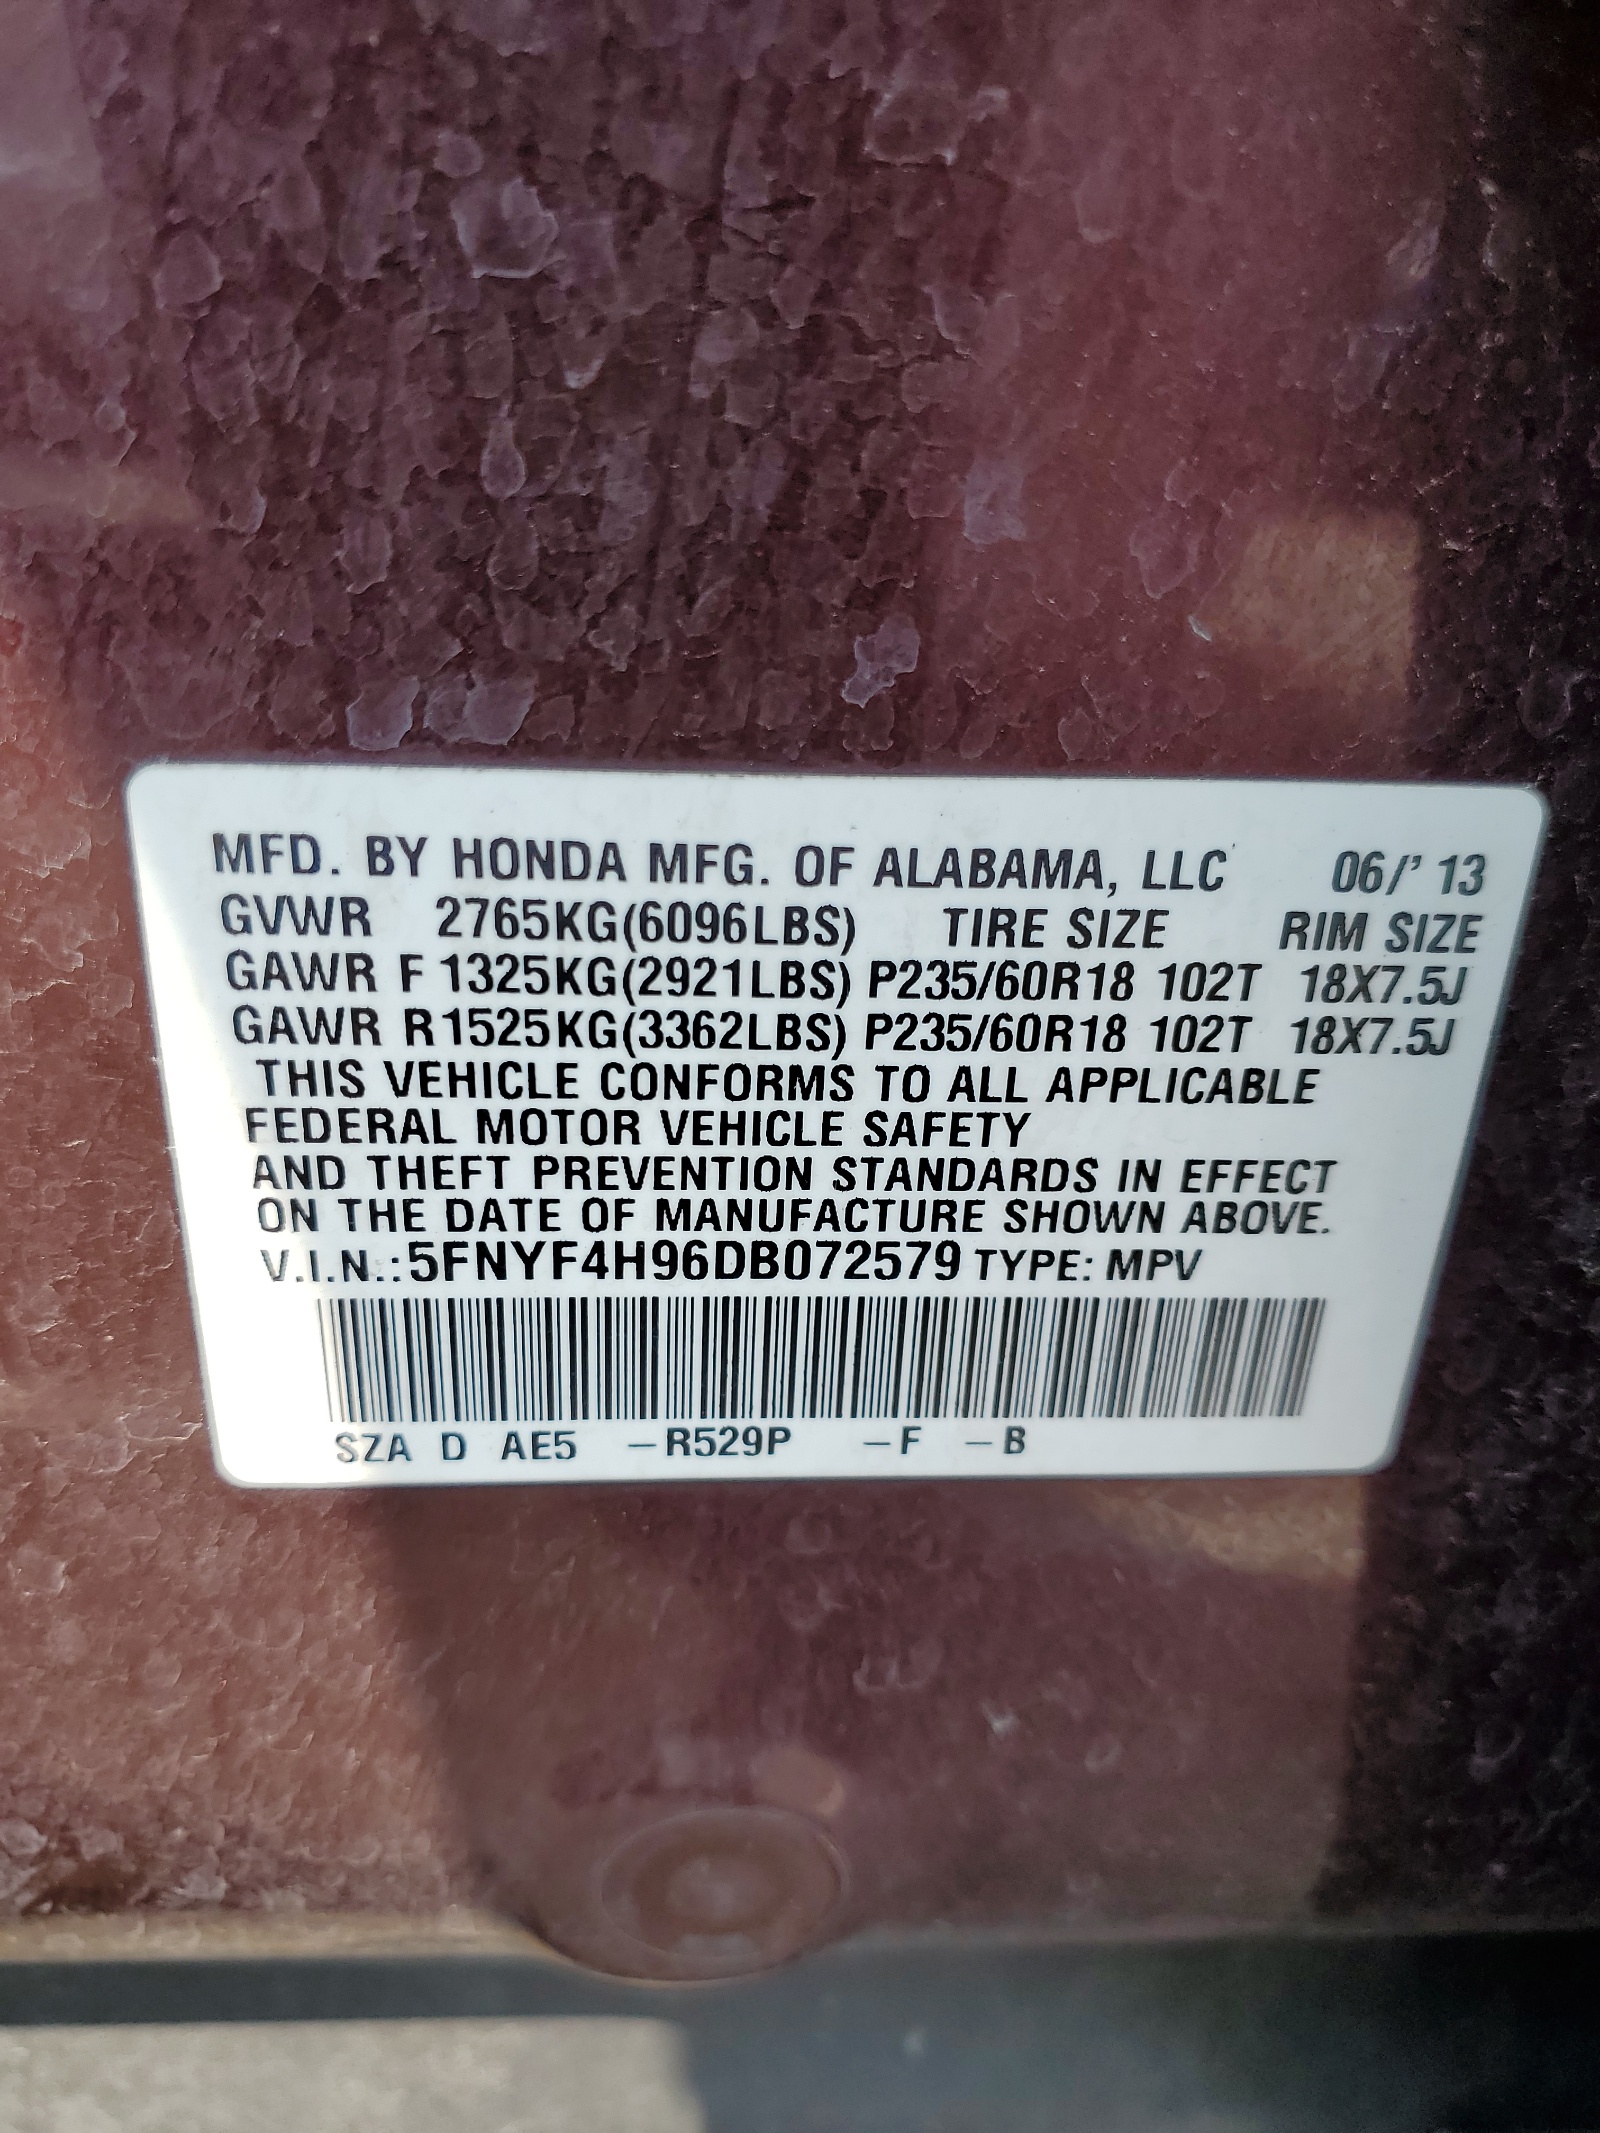 MFD. BY HONDA MFG. OF ALABAMA, LLC 06/' 13
GVWR 2765KG(6096LBS) TIRE SIZE RIM SIZE
GAWR F 1325KG(2921LBS) P235/60R18 102T 18X7.5J
GAWR R 1525KG(3362LBS) P235/60R18 102T 18X7.5J
THIS VEHICLE CONFORMS TO ALL APPLICABLE
FEDERAL MOTOR VEHICLE SAFETY
AND THEFT PREVENTION STANDARDS IN EFFECT
ON THE DATE OF MANUFACTURE SHOWN ABOVE.
V.I.N.:5FNYF4H96DB072579 TYPE: MPV
SZA D AE5 –R529P –F –B